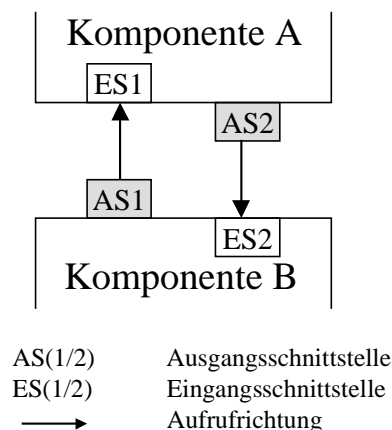 Komponente A
ES1
AS2
AS1
ES2
Komponente B
AS(1/2) Ausgangsschnittstelle
ES(1/2) Eingangsschnittstelle
Aufrufrichtung